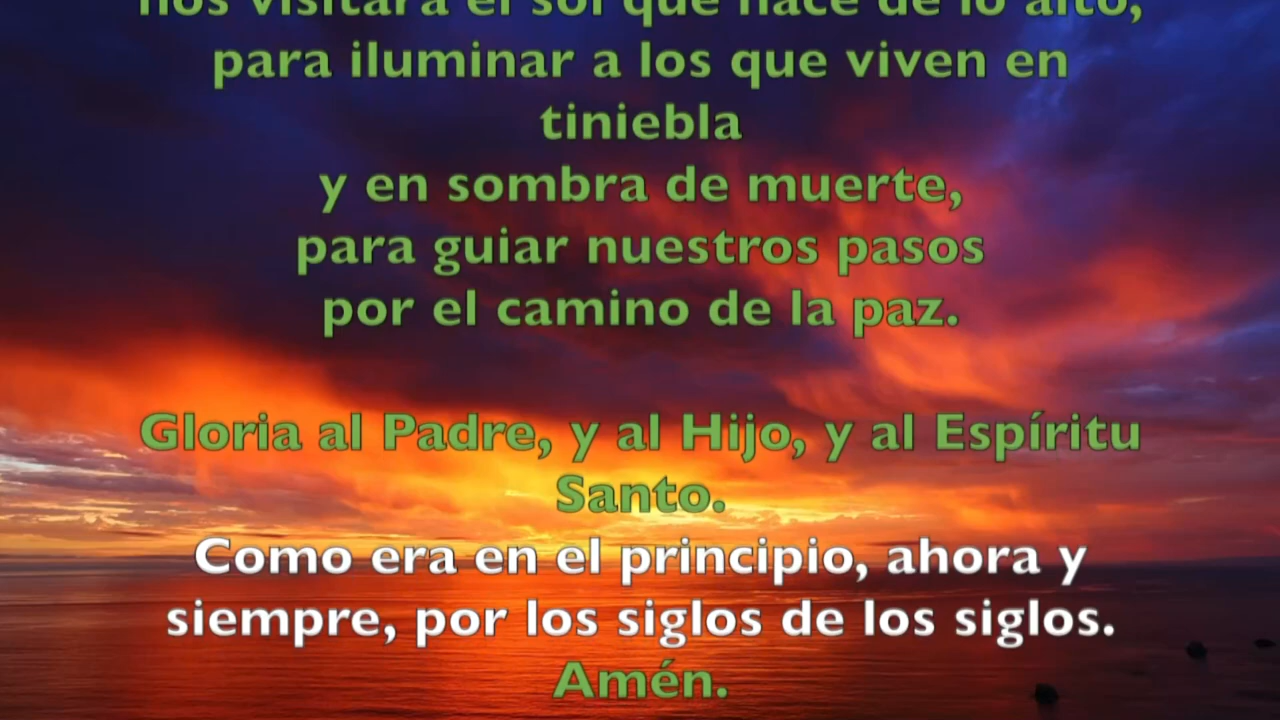 nos visitará el sol que nace de lo alto,
para iluminar a los que viven en
tiniebla
y en sombra de muerte,
para guiar nuestros pasos
por el camino de la paz.
Gloria al Padre, y al Hijo, y al Espíritu
Santo.
Como era en el principio, ahora y
siempre, por los siglos de los siglos.
Amén.